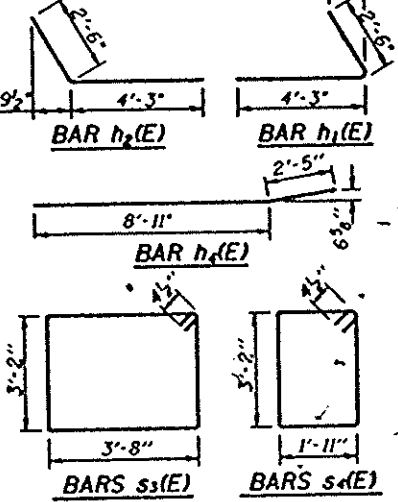 2'-6" 2'-6"
9½" 4'-3" 4'-3"
BAR h₂(E) BAR h₁(E)
2'-5"
8'-11" 6⅝"
BAR h₄(E)
4½" 4½"
3'-2" 3'-2"
3'-8" 1'-11"
BARS s₃(E) BARS s₄(E)